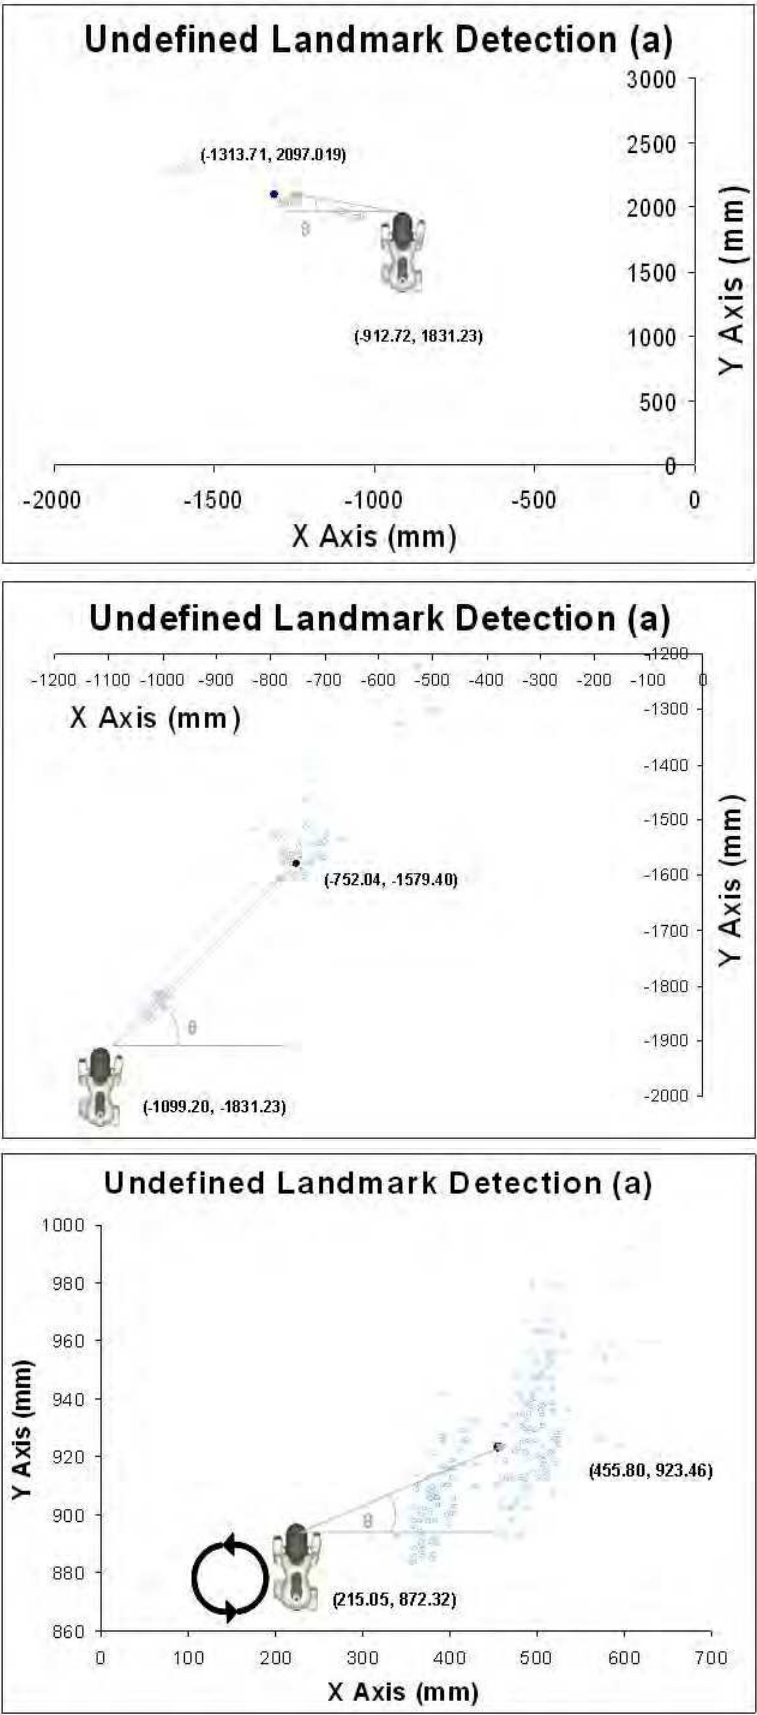 Undefined Landmark Detection (a)
3000
(-1313.71, 2097.019)
2500
2000
θ
1500
(-912.72, 1831.23)
1000
500
0
Y Axis (mm)
-2000 -1500 -1000 -500 0
X Axis (mm)
Undefined Landmark Detection (a)
-1200
-1200 -1100 -1000 -900 -800 -700 -600 -500 -400 -300 -200 -100 0
X Axis (mm)
-1300
-1400
-1500
-1600
(-752.04, -1579.40)
-1700
-1800
θ
-1900
-2000
(-1099.20, -1831.23)
Y Axis (mm)
Undefined Landmark Detection (a)
1000
980
960
940
920
(455.80, 923.46)
900
θ
880
(215.05, 872.32)
860
Y Axis (mm)
0 100 200 300 400 500 600 700
X Axis (mm)